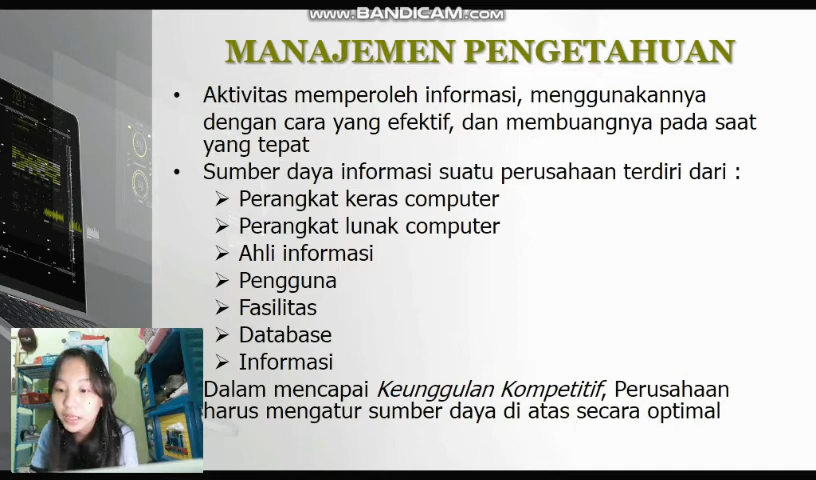 www.BANDICAM.com
MANAJEMEN PENGETAHUAN
• Aktivitas memperoleh informasi, menggunakannya
dengan cara yang efektif, dan membuangnya pada saat
yang tepat
• Sumber daya informasi suatu perusahaan terdiri dari :
➢ Perangkat keras computer
➢ Perangkat lunak computer
➢ Ahli informasi
➢ Pengguna
➢ Fasilitas
➢ Database
➢ Informasi
Dalam mencapai Keunggulan Kompetitif, Perusahaan
harus mengatur sumber daya di atas secara optimal